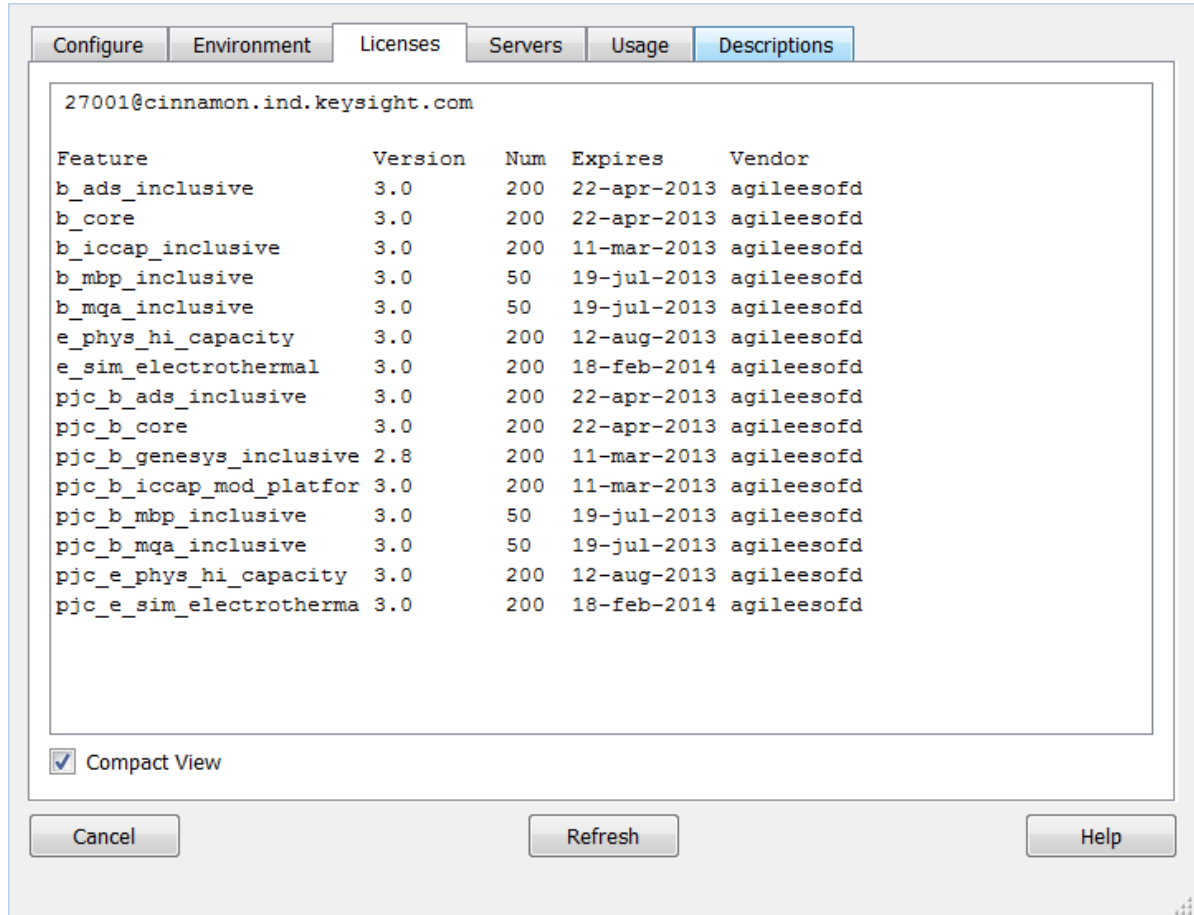 Configure Environment Licenses Servers Usage Descriptions
27001@cinnamon.ind.keysight.com
Feature Version Num Expires Vendor
b_ads_inclusive 3.0 200 22-apr-2013 agileesofd
b_core 3.0 200 22-apr-2013 agileesofd
b_iccap_inclusive 3.0 200 11-mar-2013 agileesofd
b_mbp_inclusive 3.0 50 19-jul-2013 agileesofd
b_mqa_inclusive 3.0 50 19-jul-2013 agileesofd
e_phys_hi_capacity 3.0 200 12-aug-2013 agileesofd
e_sim_electrothermal 3.0 200 18-feb-2014 agileesofd
pjc_b_ads_inclusive 3.0 200 22-apr-2013 agileesofd
pjc_b_core 3.0 200 22-apr-2013 agileesofd
pjc_b_genesys_inclusive 2.8 200 11-mar-2013 agileesofd
pjc_b_iccap_mod_platfor 3.0 200 11-mar-2013 agileesofd
pjc_b_mbp_inclusive 3.0 50 19-jul-2013 agileesofd
pjc_b_mqa_inclusive 3.0 50 19-jul-2013 agileesofd
pjc_e_phys_hi_capacity 3.0 200 12-aug-2013 agileesofd
pjc_e_sim_electrotherma 3.0 200 18-feb-2014 agileesofd
Compact View
Cancel Refresh Help